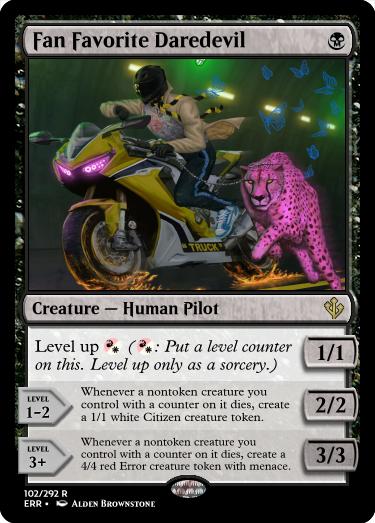 Fan Favorite Daredevil
"TRUCK"
Creature — Human Pilot
Level up (: Put a level counter
on this. Level up only as a sorcery.)
1/1
LEVEL
1-2
Whenever a nontoken creature you
control with a counter on it dies, create
a 1/1 white Citizen creature token.
2/2
LEVEL
3+
Whenever a nontoken creature you
control with a counter on it dies, create a
4/4 red Error creature token with menace.
3/3
102/292 R
ERR • Alden Brownstone